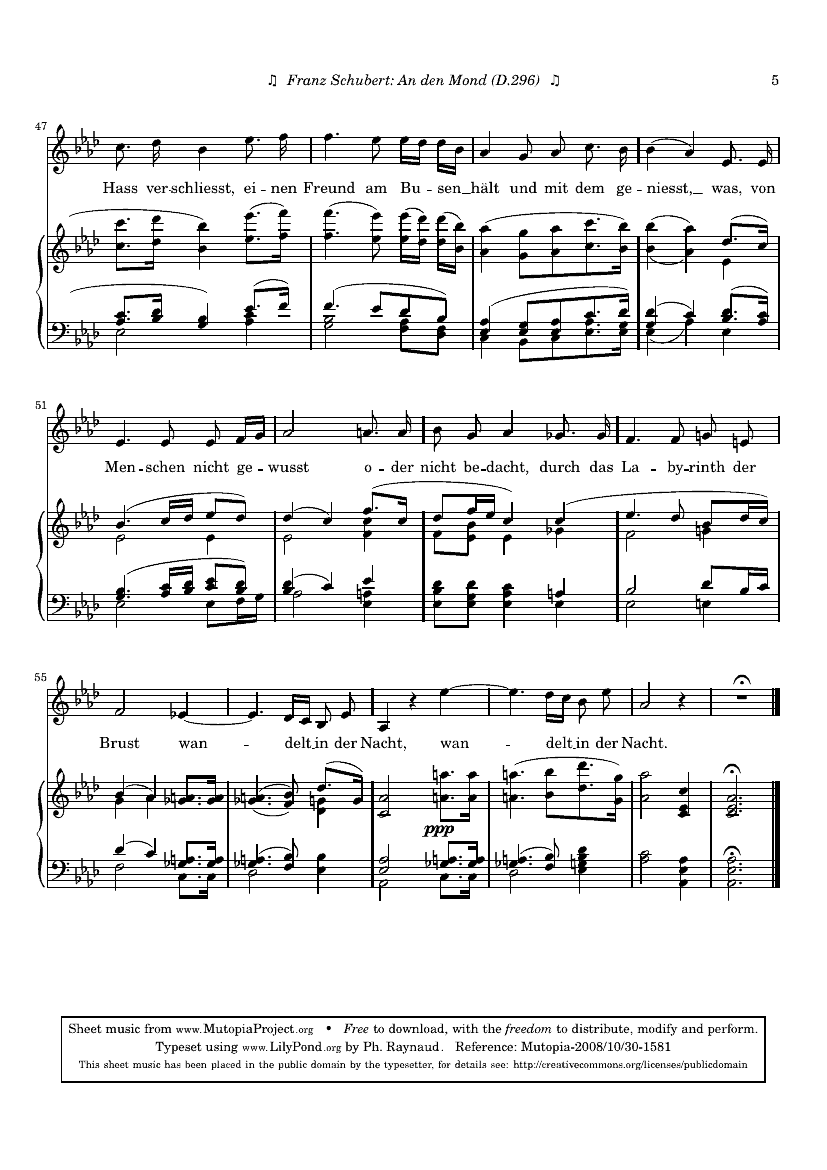 ♫ Franz Schubert: An den Mond (D.296) ♫ 5
47
Hass ver-schliesst, ei - nen Freund am Bu - sen_hält und mit dem ge - niesst,_ was, von
51
Men - schen nicht ge - wusst o - der nicht be-dacht, durch das La - by-rinth der
55
Brust wan - delt_in der Nacht, wan - delt_in der Nacht.
ppp
Sheet music from www.MutopiaProject.org • Free to download, with the freedom to distribute, modify and perform.
Typeset using www.LilyPond.org by Ph. Raynaud. Reference: Mutopia-2008/10/30-1581
This sheet music has been placed in the public domain by the typesetter, for details see: http://creativecommons.org/licenses/publicdomain